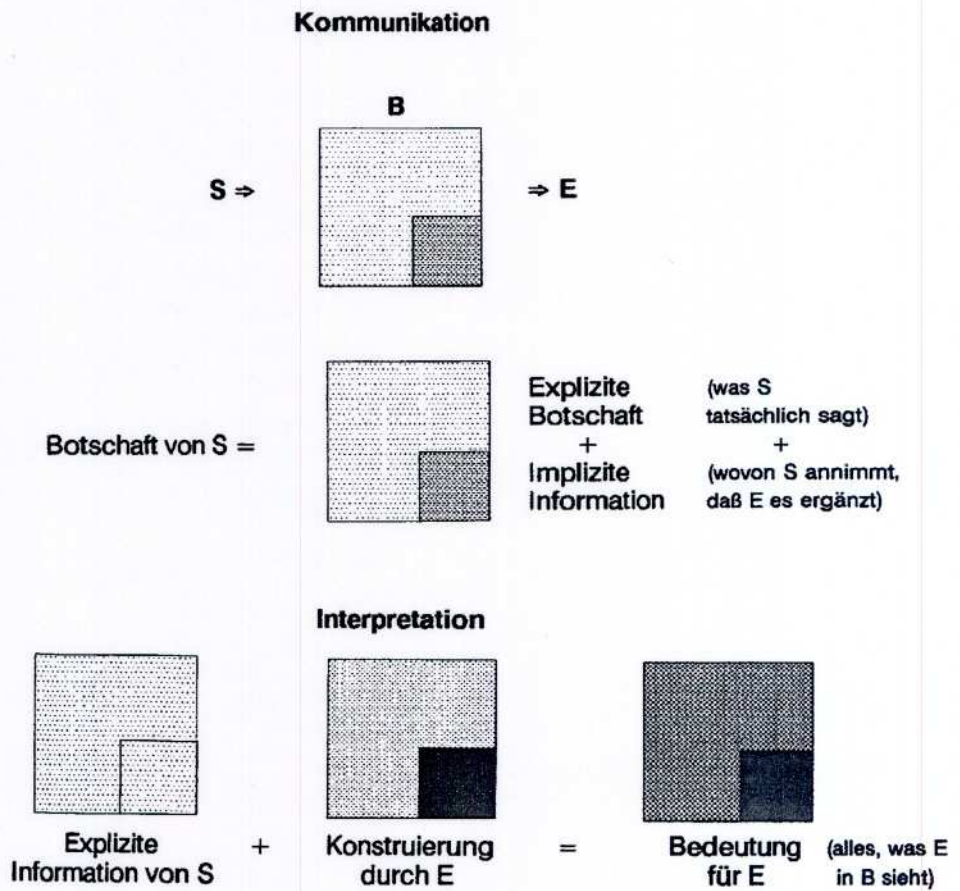 Kommunikation
B
S ⇒ ⇒ E
Botschaft von S =
Explizite Botschaft
(was S tatsächlich sagt)
+ +
Implizite Information
(wovon S annimmt, daß E es ergänzt)
Interpretation
Explizite Information von S
+
Konstruierung durch E
=
Bedeutung für E
(alles, was E in B sieht)